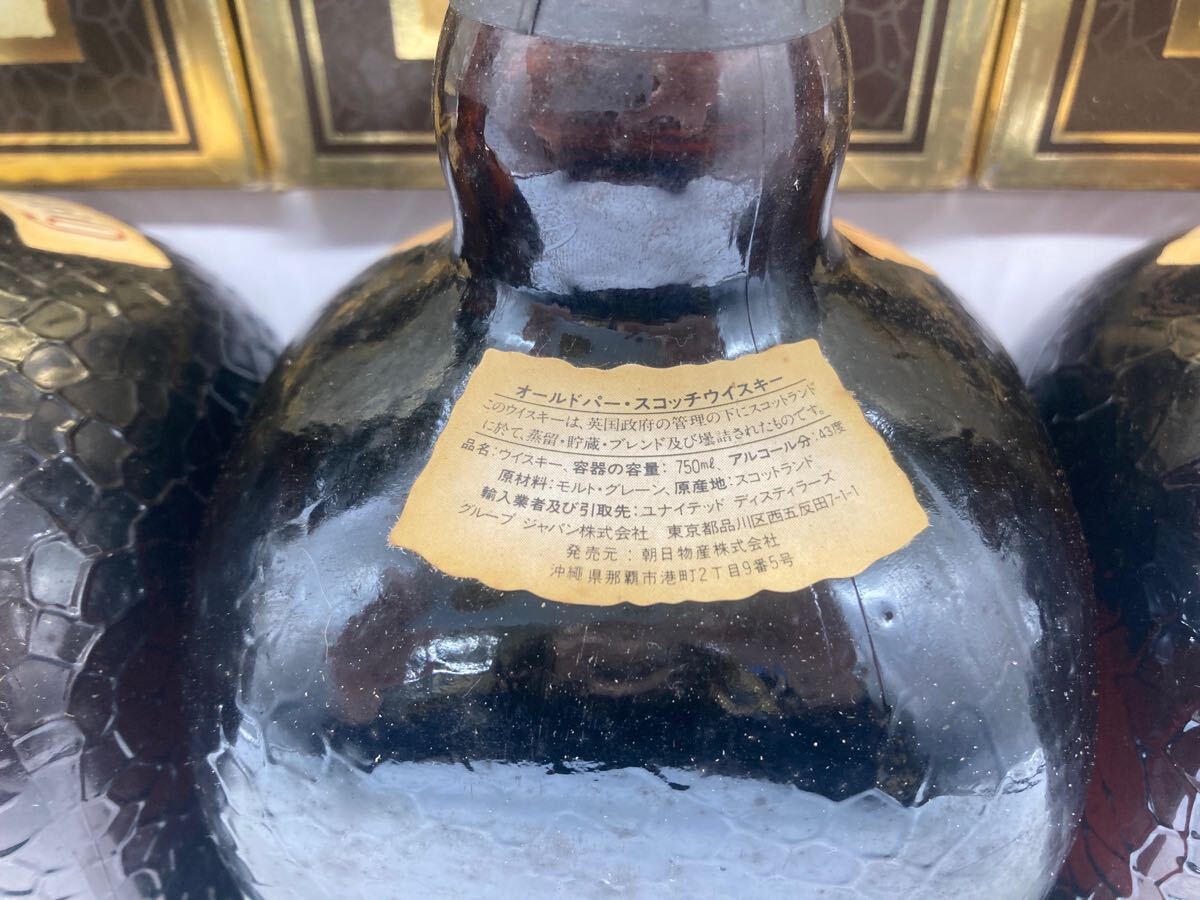 オールドパー・スコッチウイスキー
このウイスキーは、英国政府の管理の下にスコットランド
に於て、蒸留・貯蔵・ブレンド及び壜詰されたものです。
品名：ウイスキー、容器の容量：750mℓ、アルコール分：43度
原材料：モルト・グレーン、原産地：スコットランド
輸入業者及び引取先：ユナイテッド ディスティラーズ
グループ ジャパン株式会社 東京都品川区西五反田7-1-1
発売元：朝日物産株式会社
沖縄県那覇市港町2丁目9番5号